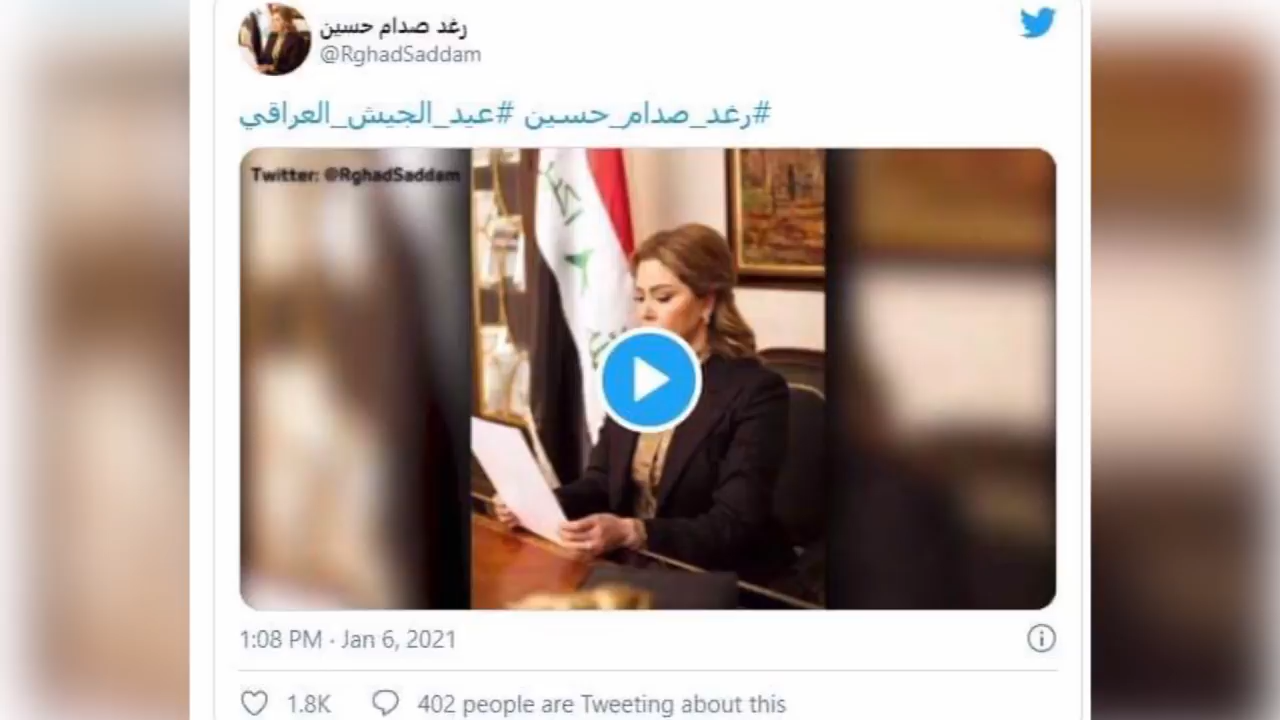 رغد صدام حسين
@RghadSaddam
#رغد_صدام_حسين #عيد_الجيش_العراقي
Twitter: @RghadSaddam
1:08 PM · Jan 6, 2021
1.8K
402 people are Tweeting about this